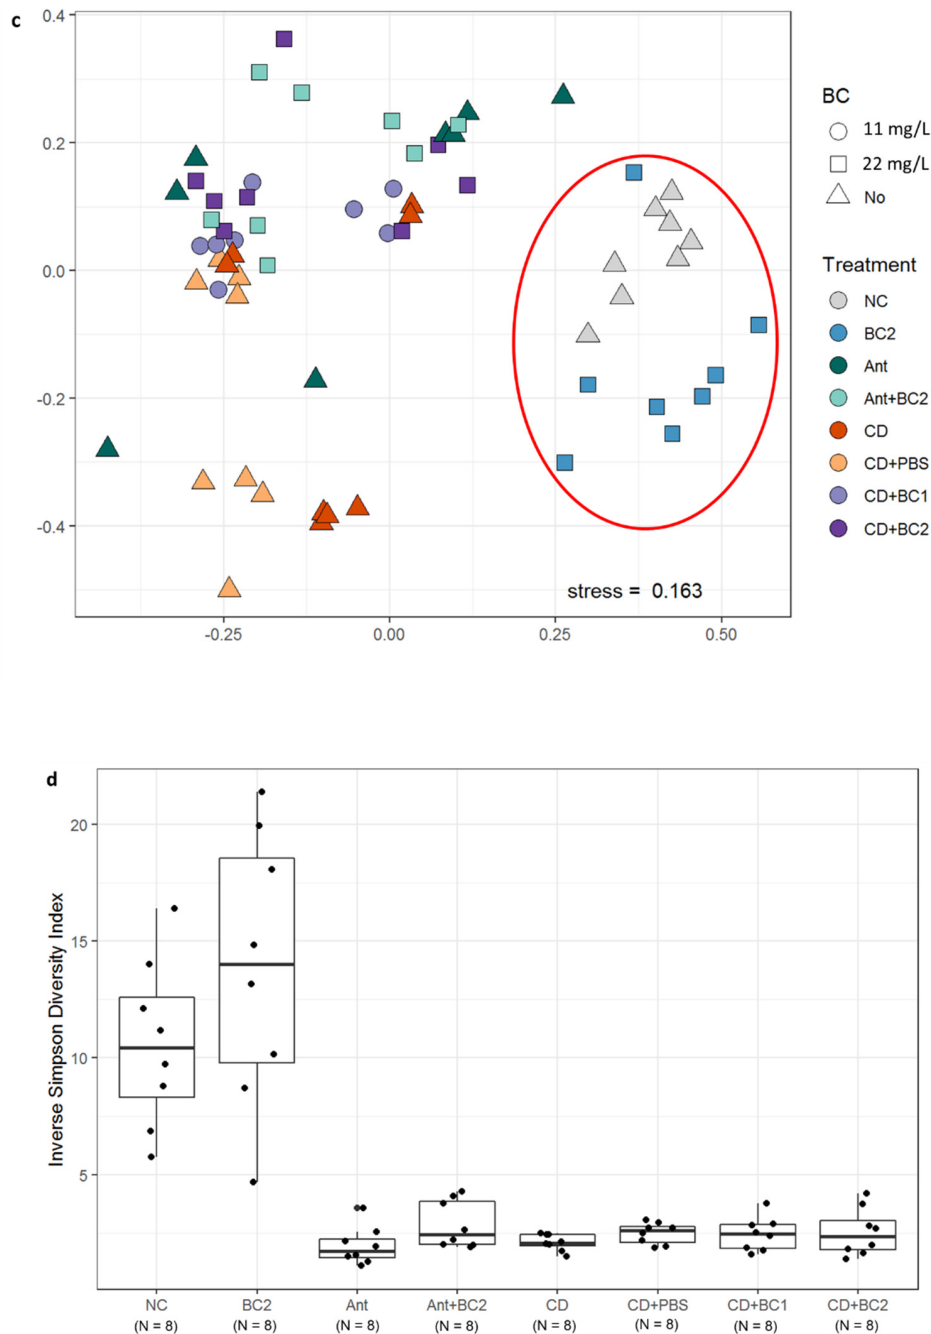 c
0.4
0.2
0.0
-0.2
-0.4
-0.25 0.00 0.25 0.50
stress = 0.163
BC
11 mg/L
22 mg/L
No
Treatment
NC
BC2
Ant
Ant+BC2
CD
CD+PBS
CD+BC1
CD+BC2
d
Inverse Simpson Diversity Index
20
15
10
5
NC BC2 Ant Ant+BC2 CD CD+PBS CD+BC1 CD+BC2
(N = 8) (N = 8) (N = 8) (N = 8) (N = 8) (N = 8) (N = 8) (N = 8)